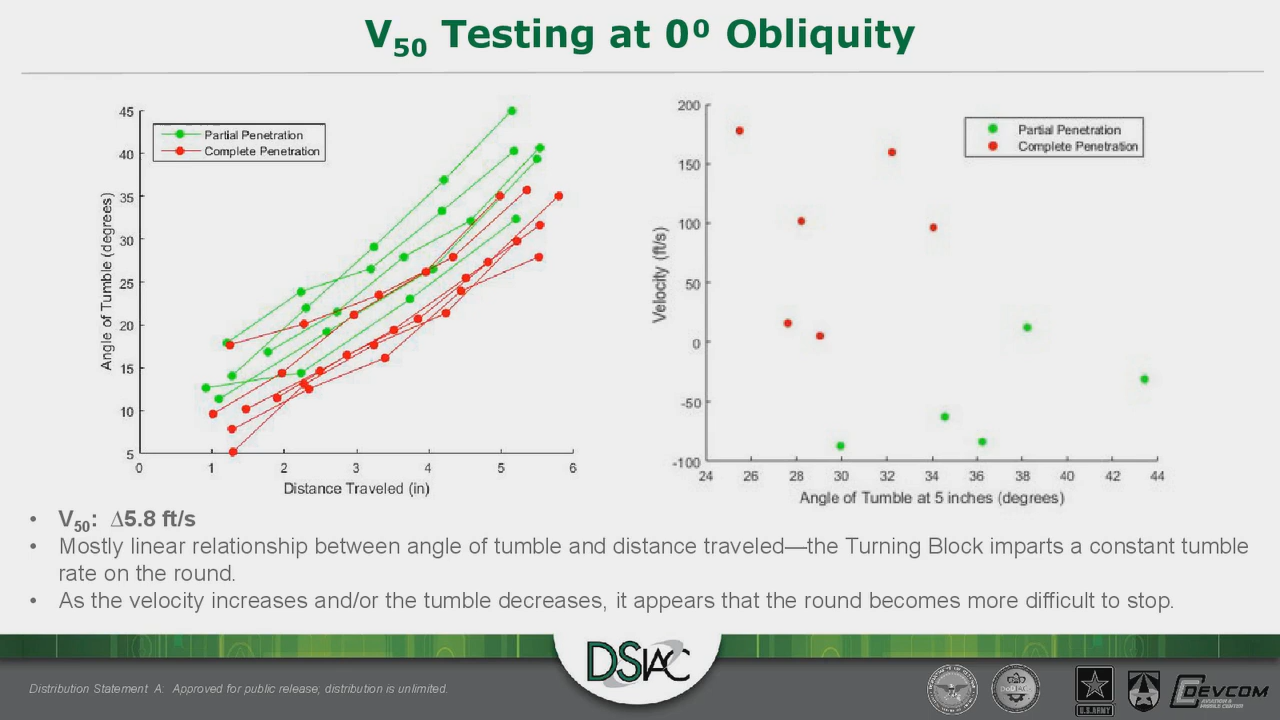 V50 Testing at 0º Obliquity
45
40
35
30
25
20
15
10
5
0
1
2
3
4
5
6
Angle of Tumble (degrees)
Distance Traveled (in)
Partial Penetration
Complete Penetration
200
150
100
50
0
-50
-100
24
26
28
30
32
34
36
38
40
42
44
Velocity (ft/s)
Angle of Tumble at 5 inches (degrees)
Partial Penetration
Complete Penetration
• V50: Δ5.8 ft/s
• Mostly linear relationship between angle of tumble and distance traveled—the Turning Block imparts a constant tumble
rate on the round.
• As the velocity increases and/or the tumble decreases, it appears that the round becomes more difficult to stop.
DSIAC
Distribution Statement A: Approved for public release, distribution is unlimited.
U.S. ARMY
DEVCOM
AVIATION &
MISSILE CENTER